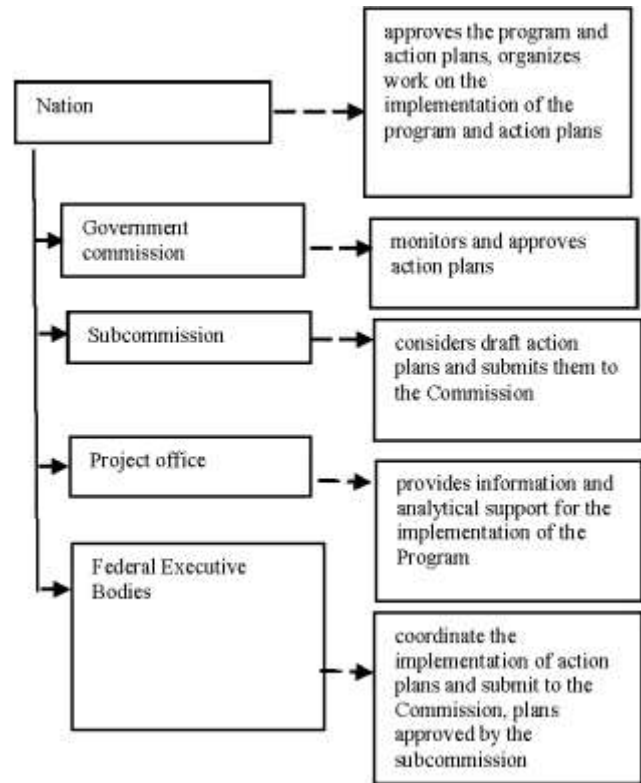 Nation
approves the program and
action plans, organizes
work on the
implementation of the
program and action plans
Government
commission
monitors and approves
action plans
Subcommission
considers draft action
plans and submits them to
the Commission
Project office
provides information and
analytical support for the
implementation of the
Program
Federal Executive
Bodies
coordinate the
implementation of action
plans and submit to the
Commission, plans
approved by the
subcommission